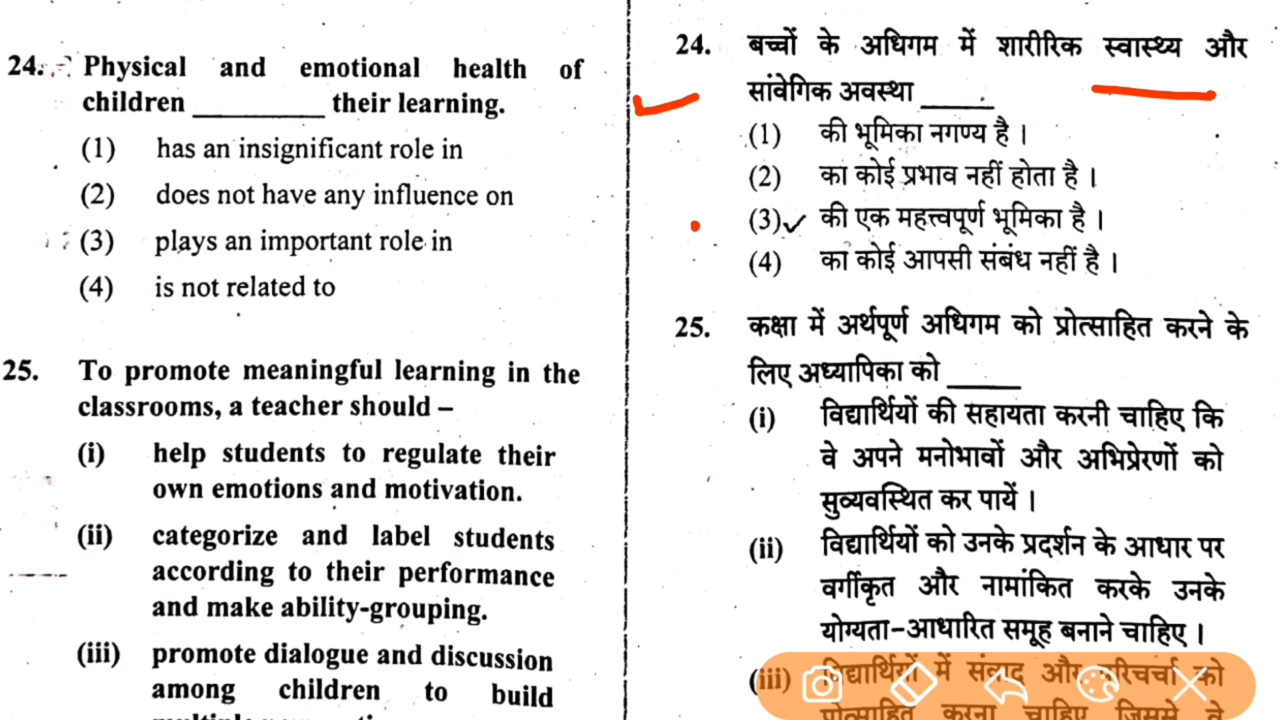 24. Physical and emotional health of
children __________ their learning.
(1) has an insignificant role in
(2) does not have any influence on
(3) plays an important role in
(4) is not related to
25. To promote meaningful learning in the
classrooms, a teacher should –
(i) help students to regulate their
own emotions and motivation.
(ii) categorize and label students
according to their performance
and make ability-grouping.
(iii) promote dialogue and discussion
among children to build
24. बच्चों के अधिगम में शारीरिक स्वास्थ्य और
सांवेगिक अवस्था ______
(1) की भूमिका नगण्य है ।
(2) का कोई प्रभाव नहीं होता है ।
(3) की एक महत्त्वपूर्ण भूमिका है ।
(4) का कोई आपसी संबंध नहीं है ।
25. कक्षा में अर्थपूर्ण अधिगम को प्रोत्साहित करने के
लिए अध्यापिका को ______
(i) विद्यार्थियों की सहायता करनी चाहिए कि
वे अपने मनोभावों और अभिप्रेरणों को
सुव्यवस्थित कर पायें ।
(ii) विद्यार्थियों को उनके प्रदर्शन के आधार पर
वर्गीकृत और नामांकित करके उनके
योग्यता-आधारित समूह बनाने चाहिए ।
(iii) विद्यार्थियों में संवाद और परिचर्चा को